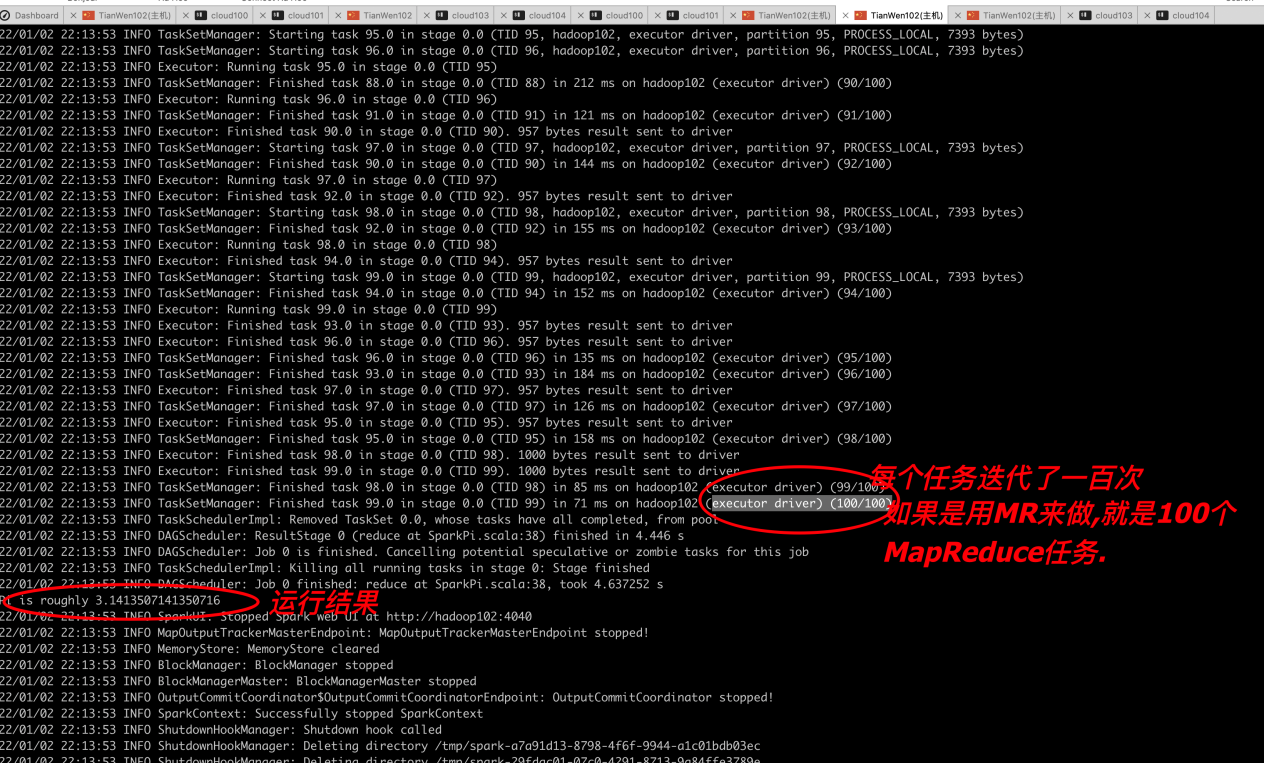 Dashboard TianWen102(主机) cloud100 cloud101 TianWen102 cloud103 cloud104 cloud100 cloud101 TianWen102(主机) TianWen102(主机) TianWen102(主机) cloud103 cloud104
22/01/02 22:13:53 INFO TaskSetManager: Starting task 95.0 in stage 0.0 (TID 95, hadoop102, executor driver, partition 95, PROCESS_LOCAL, 7393 bytes)
22/01/02 22:13:53 INFO TaskSetManager: Starting task 96.0 in stage 0.0 (TID 96, hadoop102, executor driver, partition 96, PROCESS_LOCAL, 7393 bytes)
22/01/02 22:13:53 INFO Executor: Running task 95.0 in stage 0.0 (TID 95)
22/01/02 22:13:53 INFO TaskSetManager: Finished task 88.0 in stage 0.0 (TID 88) in 212 ms on hadoop102 (executor driver) (90/100)
22/01/02 22:13:53 INFO Executor: Running task 96.0 in stage 0.0 (TID 96)
22/01/02 22:13:53 INFO TaskSetManager: Finished task 91.0 in stage 0.0 (TID 91) in 121 ms on hadoop102 (executor driver) (91/100)
22/01/02 22:13:53 INFO Executor: Finished task 90.0 in stage 0.0 (TID 90). 957 bytes result sent to driver
22/01/02 22:13:53 INFO TaskSetManager: Starting task 97.0 in stage 0.0 (TID 97, hadoop102, executor driver, partition 97, PROCESS_LOCAL, 7393 bytes)
22/01/02 22:13:53 INFO TaskSetManager: Finished task 90.0 in stage 0.0 (TID 90) in 144 ms on hadoop102 (executor driver) (92/100)
22/01/02 22:13:53 INFO Executor: Running task 97.0 in stage 0.0 (TID 97)
22/01/02 22:13:53 INFO Executor: Finished task 92.0 in stage 0.0 (TID 92). 957 bytes result sent to driver
22/01/02 22:13:53 INFO TaskSetManager: Starting task 98.0 in stage 0.0 (TID 98, hadoop102, executor driver, partition 98, PROCESS_LOCAL, 7393 bytes)
22/01/02 22:13:53 INFO TaskSetManager: Finished task 92.0 in stage 0.0 (TID 92) in 155 ms on hadoop102 (executor driver) (93/100)
22/01/02 22:13:53 INFO Executor: Running task 98.0 in stage 0.0 (TID 98)
22/01/02 22:13:53 INFO Executor: Finished task 94.0 in stage 0.0 (TID 94). 957 bytes result sent to driver
22/01/02 22:13:53 INFO TaskSetManager: Starting task 99.0 in stage 0.0 (TID 99, hadoop102, executor driver, partition 99, PROCESS_LOCAL, 7393 bytes)
22/01/02 22:13:53 INFO TaskSetManager: Finished task 94.0 in stage 0.0 (TID 94) in 152 ms on hadoop102 (executor driver) (94/100)
22/01/02 22:13:53 INFO Executor: Running task 99.0 in stage 0.0 (TID 99)
22/01/02 22:13:53 INFO Executor: Finished task 93.0 in stage 0.0 (TID 93). 957 bytes result sent to driver
22/01/02 22:13:53 INFO Executor: Finished task 96.0 in stage 0.0 (TID 96). 957 bytes result sent to driver
22/01/02 22:13:53 INFO TaskSetManager: Finished task 96.0 in stage 0.0 (TID 96) in 135 ms on hadoop102 (executor driver) (95/100)
22/01/02 22:13:53 INFO TaskSetManager: Finished task 93.0 in stage 0.0 (TID 93) in 184 ms on hadoop102 (executor driver) (96/100)
22/01/02 22:13:53 INFO Executor: Finished task 97.0 in stage 0.0 (TID 97). 957 bytes result sent to driver
22/01/02 22:13:53 INFO TaskSetManager: Finished task 97.0 in stage 0.0 (TID 97) in 126 ms on hadoop102 (executor driver) (97/100)
22/01/02 22:13:53 INFO Executor: Finished task 95.0 in stage 0.0 (TID 95). 957 bytes result sent to driver
22/01/02 22:13:53 INFO TaskSetManager: Finished task 95.0 in stage 0.0 (TID 95) in 158 ms on hadoop102 (executor driver) (98/100)
22/01/02 22:13:53 INFO Executor: Finished task 98.0 in stage 0.0 (TID 98). 1000 bytes result sent to driver
22/01/02 22:13:53 INFO Executor: Finished task 99.0 in stage 0.0 (TID 99). 1000 bytes result sent to driver
22/01/02 22:13:53 INFO TaskSetManager: Finished task 98.0 in stage 0.0 (TID 98) in 85 ms on hadoop102 (executor driver) (99/100)
每个任务迭代了一百次
22/01/02 22:13:53 INFO TaskSetManager: Finished task 99.0 in stage 0.0 (TID 99) in 71 ms on hadoop102 (executor driver) (100/100)
如果是用MR来做,就是100个
22/01/02 22:13:53 INFO TaskSchedulerImpl: Removed TaskSet 0.0, whose tasks have all completed, from pool
22/01/02 22:13:53 INFO DAGScheduler: ResultStage 0 (reduce at SparkPi.scala:38) finished in 4.446 s
22/01/02 22:13:53 INFO DAGScheduler: Job 0 is finished. Cancelling potential speculative or zombie tasks for this job
MapReduce任务.
22/01/02 22:13:53 INFO TaskSchedulerImpl: Killing all running tasks in stage 0: Stage finished
22/01/02 22:13:53 INFO DAGScheduler: Job 0 finished: reduce at SparkPi.scala:38, took 4.637252 s
Pi is roughly 3.1413507141350716
运行结果
22/01/02 22:13:53 INFO SparkUI: Stopped Spark web UI at http://hadoop102:4040
22/01/02 22:13:53 INFO MapOutputTrackerMasterEndpoint: MapOutputTrackerMasterEndpoint stopped!
22/01/02 22:13:53 INFO MemoryStore: MemoryStore cleared
22/01/02 22:13:53 INFO BlockManager: BlockManager stopped
22/01/02 22:13:53 INFO BlockManagerMaster: BlockManagerMaster stopped
22/01/02 22:13:53 INFO OutputCommitCoordinator$OutputCommitCoordinatorEndpoint: OutputCommitCoordinator stopped!
22/01/02 22:13:53 INFO SparkContext: Successfully stopped SparkContext
22/01/02 22:13:53 INFO ShutdownHookManager: Shutdown hook called
22/01/02 22:13:53 INFO ShutdownHookManager: Deleting directory /tmp/spark-a7a91d13-8798-4f6f-9944-a1c01bdb03ec
22/01/02 22:13:53 INFO ShutdownHookManager: Deleting directory /tmp/spark-29fdac01-07c0-4291-8713-9a84ffe3789e